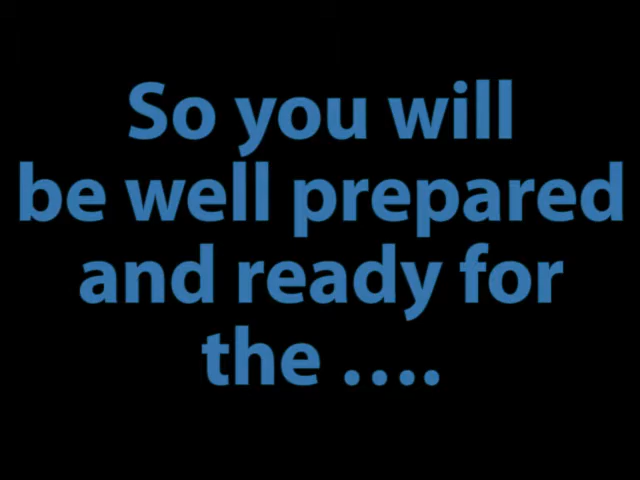 So you will
be well prepared
and ready for
the ....